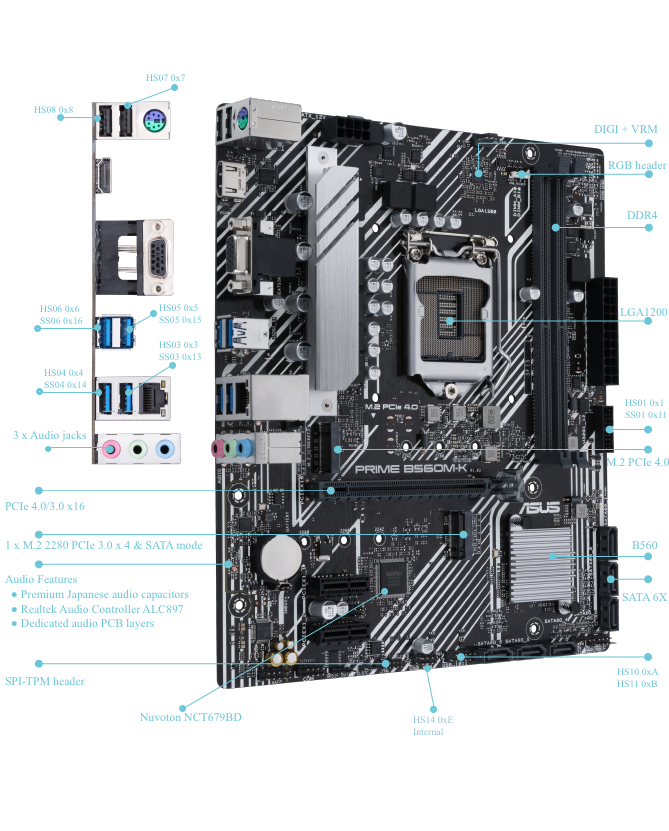 HS07 0x7
HS08 0x8
DIGI + VRM
RGB header
DDR4
LGA1200
HS06 0x6
SS06 0x16
HS05 0x5
SS05 0x15
HS03 0x3
SS03 0x13
HS04 0x4
SS04 0x14
LGA1200
M.2 PCIe 4.0
HS01 0x1
SS01 0x11
3 x Audio jacks
M.2 PCIe 4.0
PRIME B560M-K
PCIe 4.0/3.0 x16
ASUS
1 x M.2 2280 PCIe 3.0 x 4 & SATA mode
B560
Audio Features
● Premium Japanese audio capacitors
● Realtek Audio Controller ALC897
● Dedicated audio PCB layers
SATA 6X
SPI-TPM header
HS10 0xA
HS11 0xB
Nuvoton NCT679BD
HS14 0xE
Internal